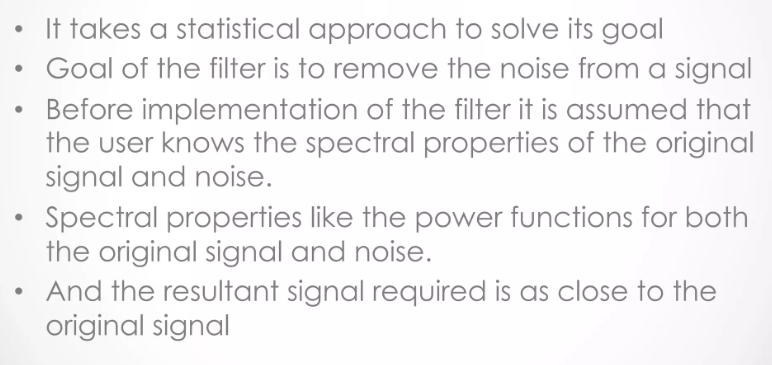 • It takes a statistical approach to solve its goal
• Goal of the filter is to remove the noise from a signal
• Before implementation of the filter it is assumed that
the user knows the spectral properties of the original
signal and noise.
• Spectral properties like the power functions for both
the original signal and noise.
• And the resultant signal required is as close to the
original signal